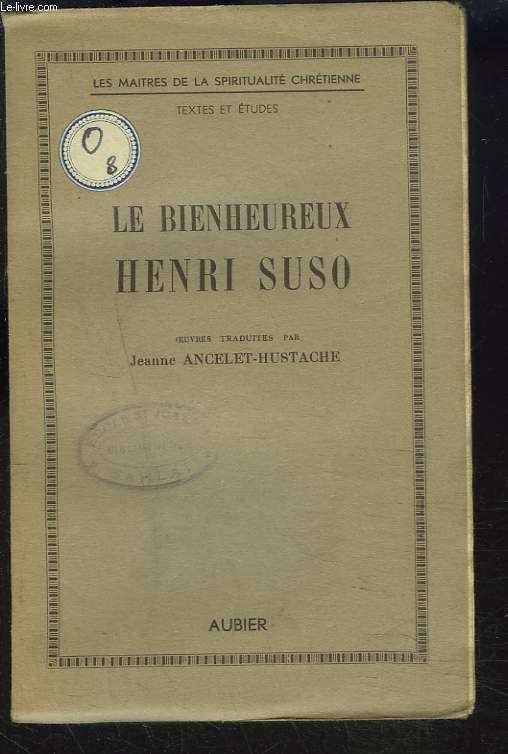 Le-livre.com
LES MAITRES DE LA SPIRITUALITÉ CHRÉTIENNE
TEXTES ET ÉTUDES
O
8
LE BIENHEUREUX
HENRI SUSO
ŒUVRES TRADUITES PAR
Jeanne ANCELET-HUSTACHE
SARLAT
AUBIER